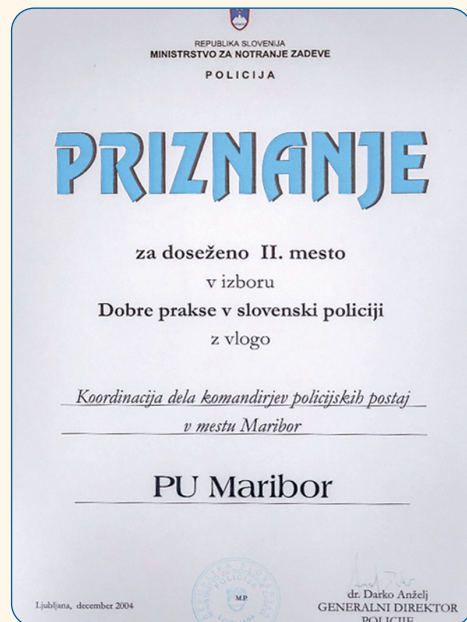 REPUBLIKA SLOVENIJA
MINISTRSTVO ZA NOTRANJE ZADEVE
POLICIJA
PRIZNANJE
za doseženo II. mesto
v izboru
Dobre prakse v slovenski policiji
z vlogo
Koordinacija dela komandirjev policijskih postaj
v mestu Maribor
PU Maribor
Ljubljana, december 2004
M.P.
dr. Darko Anželj
GENERALNI DIREKTOR
POLICIJE